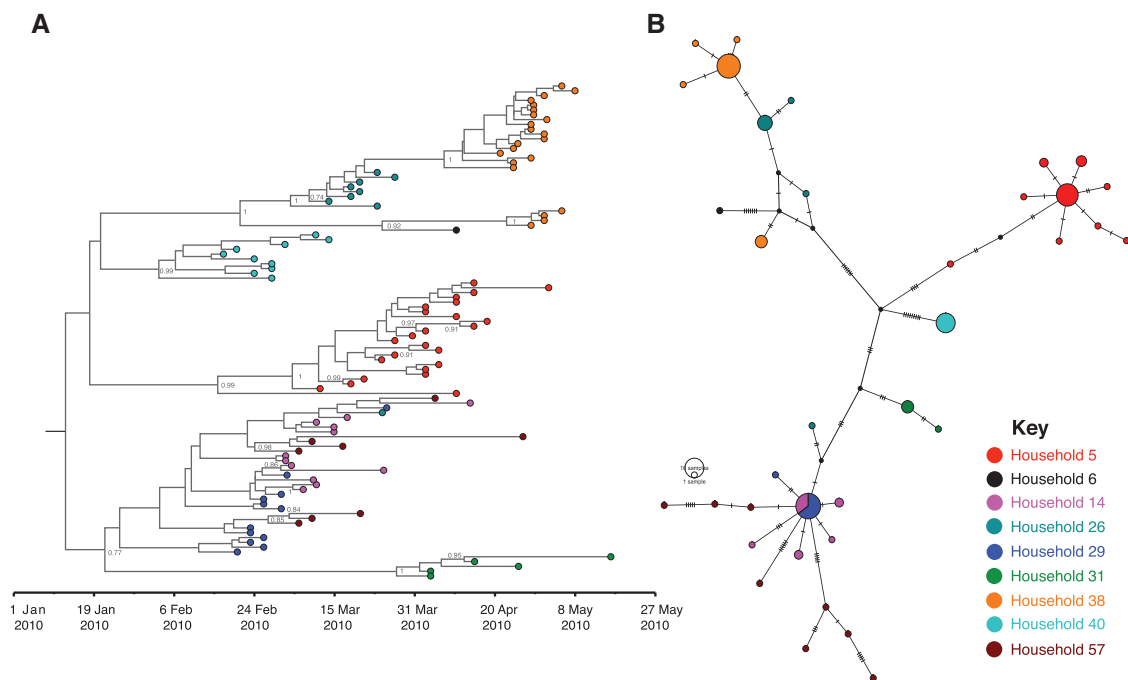 A
B
1
0.74
1
1
0.92
1
0.99
0.97
0.91
0.91
0.99
1
0.99
0.98
0.86
1
0.84
0.85
0.77
0.95
1
1 Jan 2010
19 Jan 2010
6 Feb 2010
24 Feb 2010
15 Mar 2010
31 Mar 2010
20 Apr 2010
8 May 2010
27 May 2010
10 samples
1 sample
Key
Household 5
Household 6
Household 14
Household 26
Household 29
Household 31
Household 38
Household 40
Household 57